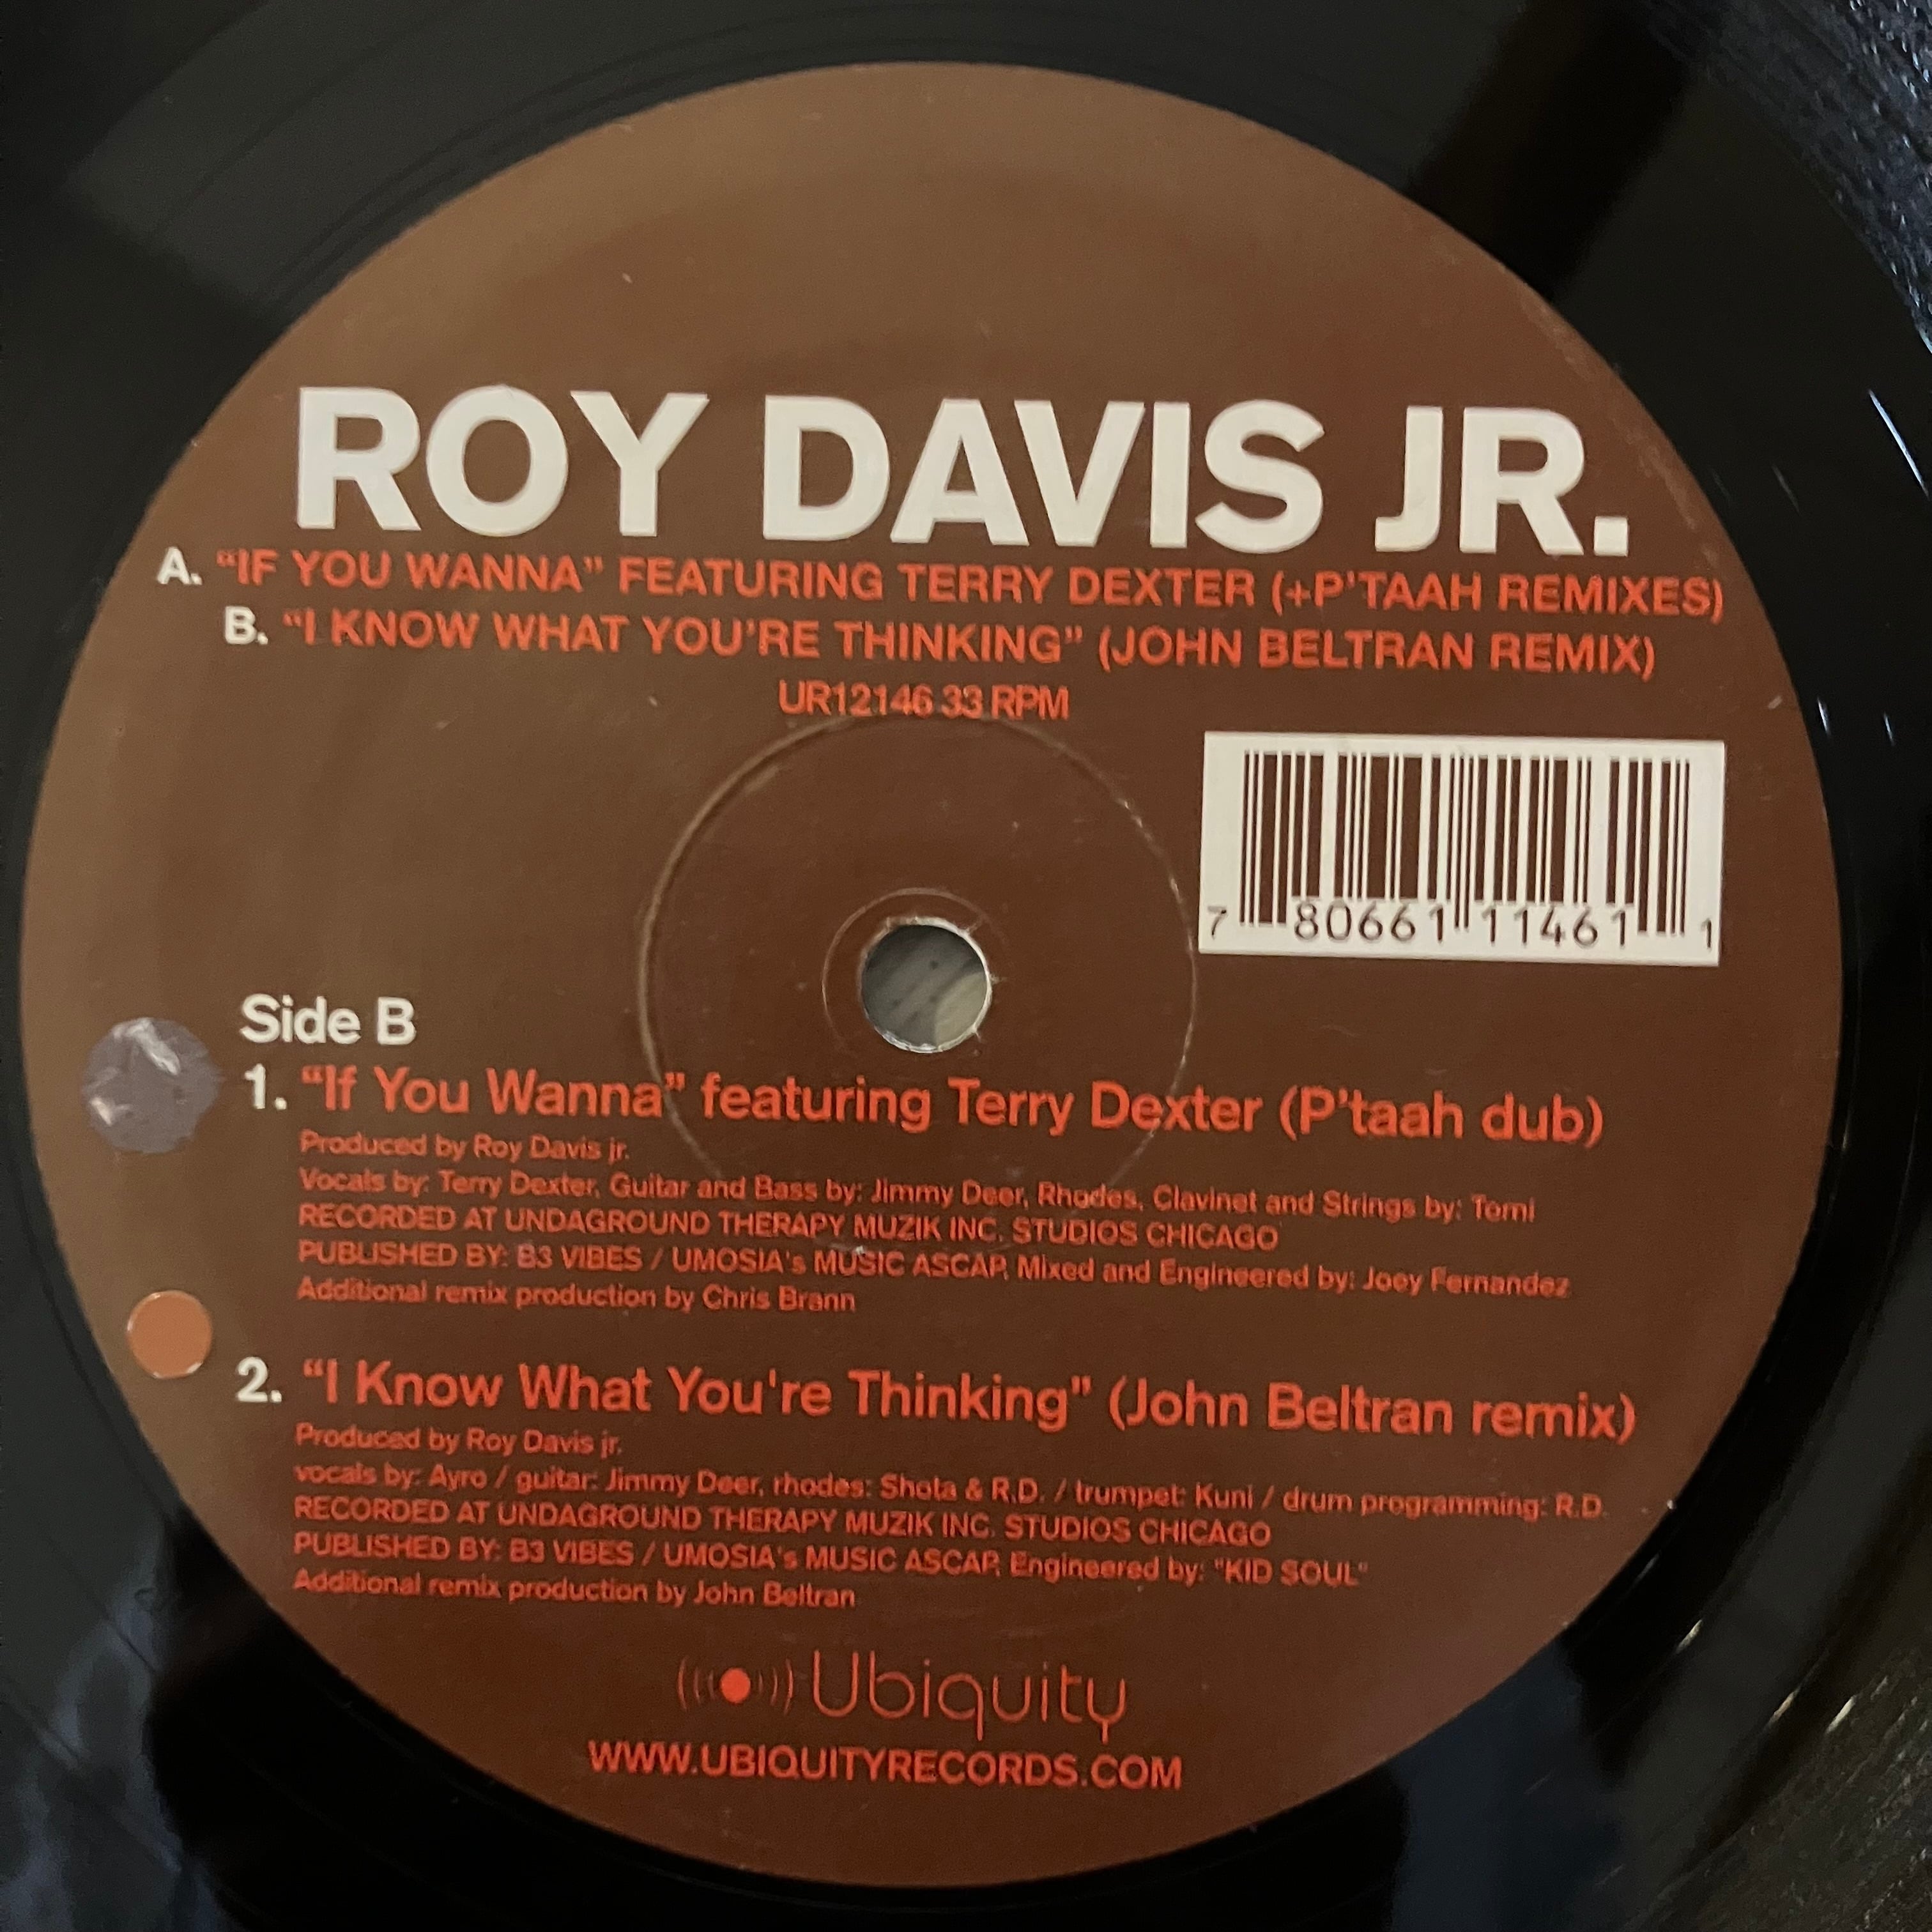 ROY DAVIS JR.
A. “IF YOU WANNA” FEATURING TERRY DEXTER (+P'TAAH REMIXES)
B. “I KNOW WHAT YOU’RE THINKING” (JOHN BELTRAN REMIX)
UR12146 33 RPM
7 80661 11461 1
Side B
1. “If You Wanna” featuring Terry Dexter (P'taah dub)
Produced by Roy Davis jr.
Vocals by: Terry Dexter, Guitar and Bass by: Jimmy Deer, Rhodes, Clavinet and Strings by: Tomi
RECORDED AT UNDAGROUND THERAPY MUZIK INC. STUDIOS CHICAGO
PUBLISHED BY: B3 VIBES / UMOSIA's MUSIC ASCAP, Mixed and Engineered by: Joey Fernandez
Additional remix production by Chris Brann
2. “I Know What You're Thinking” (John Beltran remix)
Produced by Roy Davis jr.
vocals by: Ayro / guitar: Jimmy Deer, rhodes: Shota & R.D. / trumpet: Kuni / drum programming: R.D.
RECORDED AT UNDAGROUND THERAPY MUZIK INC. STUDIOS CHICAGO
PUBLISHED BY: B3 VIBES / UMOSIA's MUSIC ASCAP, Engineered by: "KID SOUL"
Additional remix production by John Beltran
Ubiquity
WWW.UBIQUITYRECORDS.COM